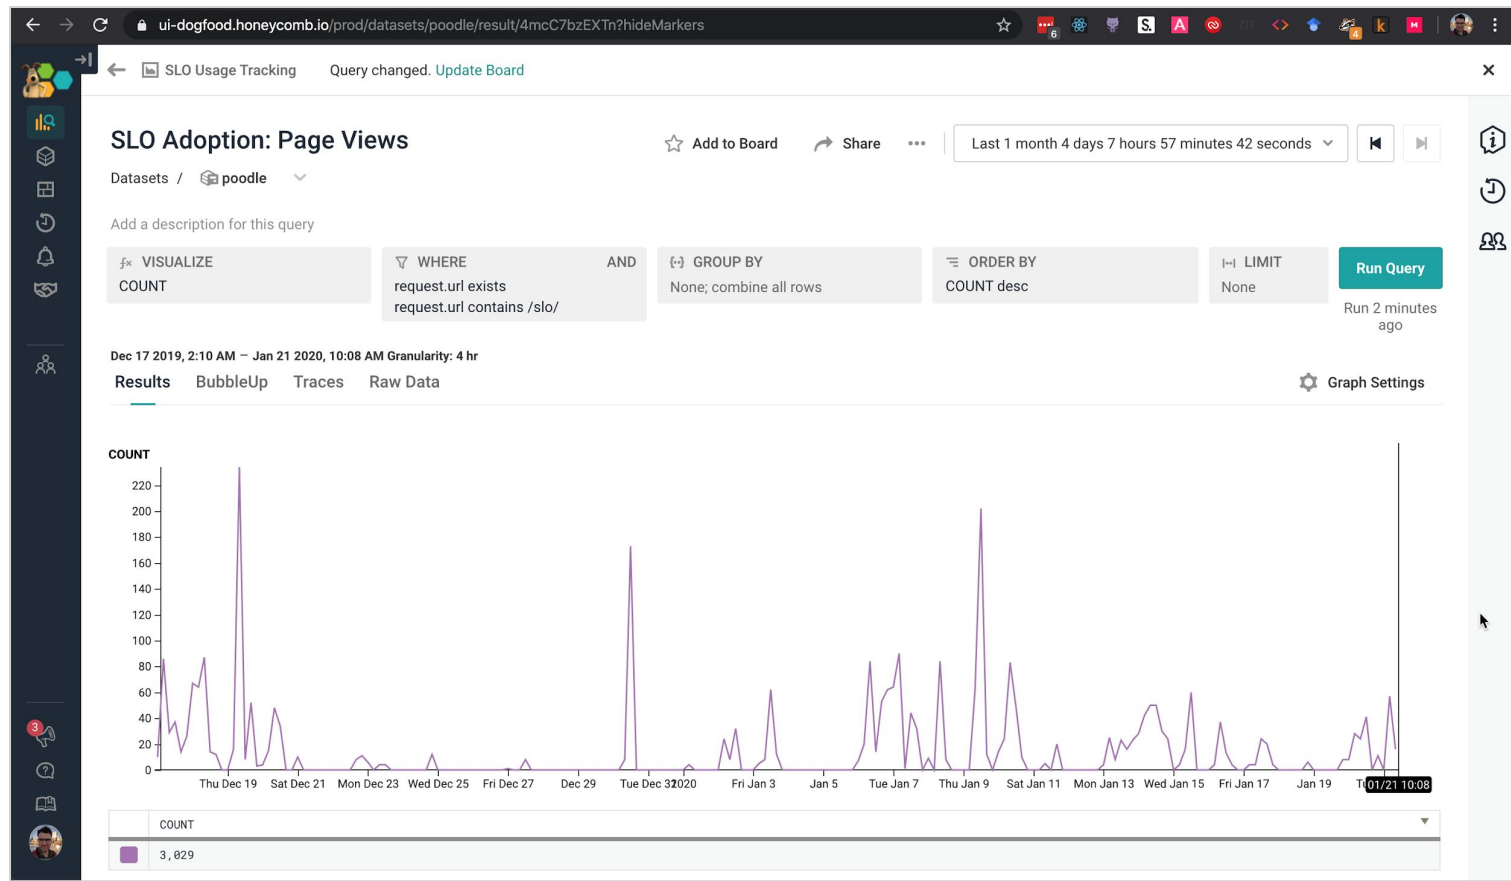 ui-dogfood.honeycomb.io/prod/datasets/poodle/result/4mcC7bzEXTn?hideMarkers
6
S.
A
4
k
M
SLO Usage Tracking Query changed. Update Board
SLO Adoption: Page Views
Add to Board Share Last 1 month 4 days 7 hours 57 minutes 42 seconds
Datasets / poodle
Add a description for this query
VISUALIZE
COUNT
WHERE AND
request.url exists
request.url contains /slo/
GROUP BY
None; combine all rows
ORDER BY
COUNT desc
LIMIT
None
Run Query
Run 2 minutes
ago
Dec 17 2019, 2:10 AM – Jan 21 2020, 10:08 AM Granularity: 4 hr
Results BubbleUp Traces Raw Data
Graph Settings
COUNT
220
200
180
160
140
120
100
80
60
40
20
0
Thu Dec 19 Sat Dec 21 Mon Dec 23 Wed Dec 25 Fri Dec 27 Dec 29 Tue Dec 31 2020 Fri Jan 3 Jan 5 Tue Jan 7 Thu Jan 9 Sat Jan 11 Mon Jan 13 Wed Jan 15 Fri Jan 17 Jan 19 01/21 10:08
3
COUNT
3,029